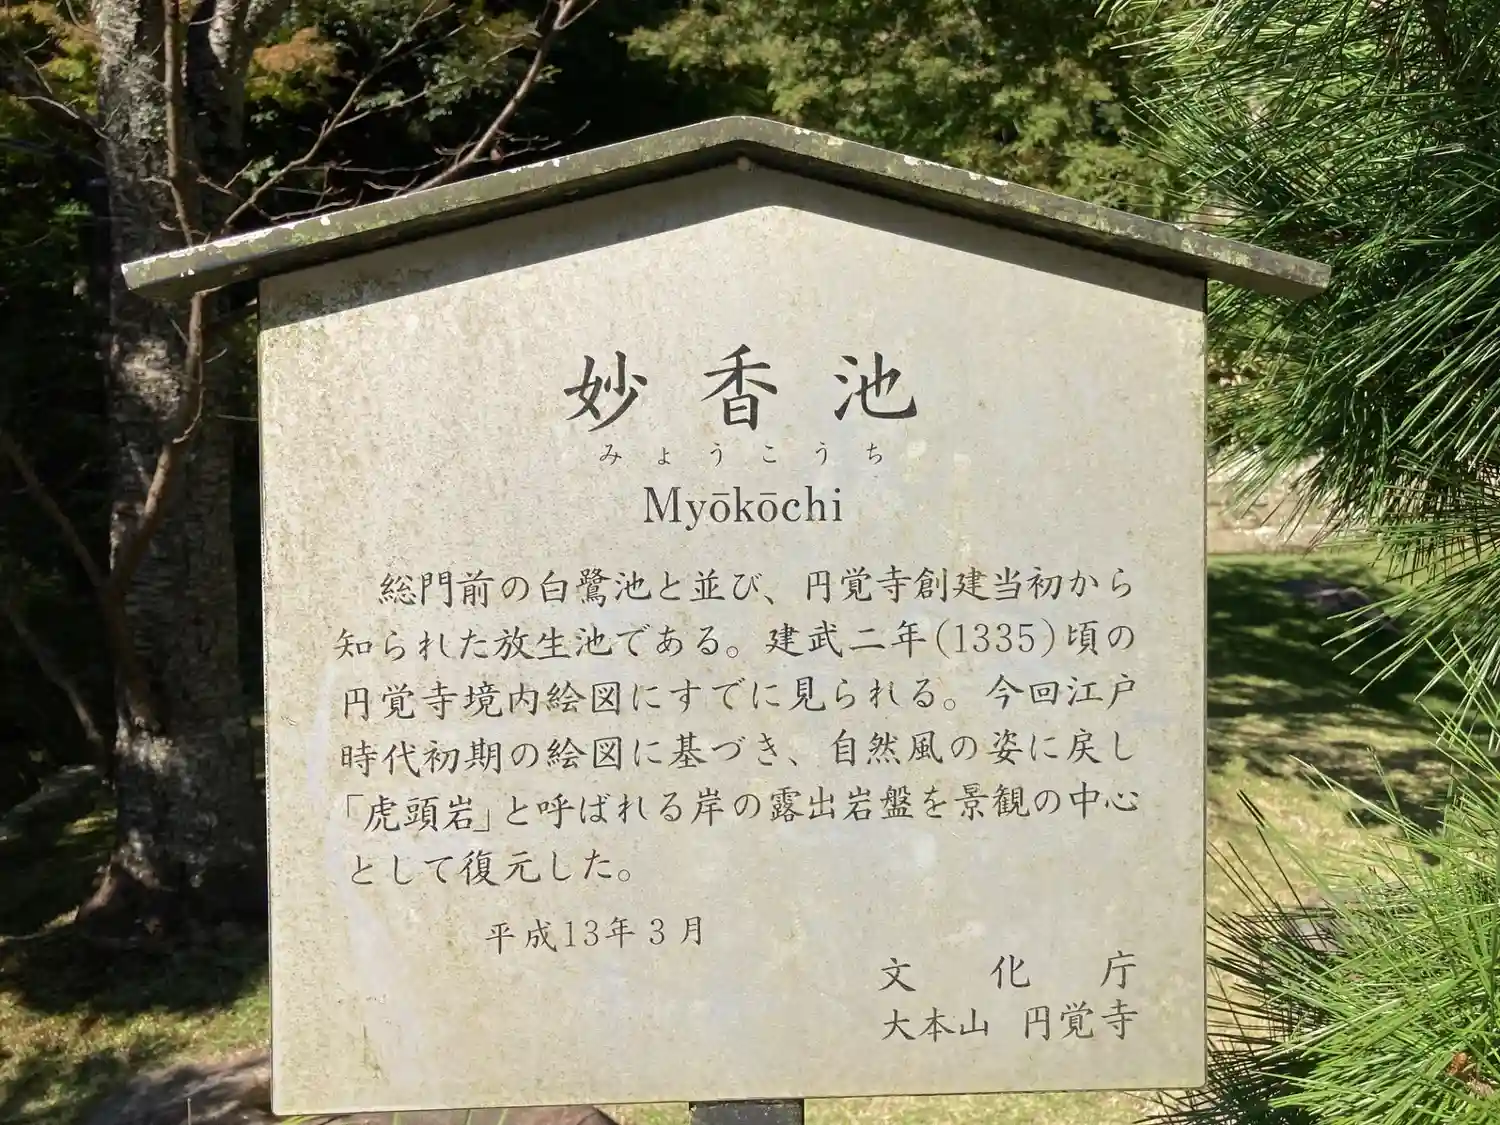 妙香池
みょうこうち
Myōkōchi
総門前の白鷺池と並び、円覚寺創建当初から
知られた放生池である。建武二年(1335)頃の
円覚寺境内絵図にすでに見られる。今回江戸
時代初期の絵図に基づき、自然風の姿に戻し
「虎頭岩」と呼ばれる岸の露出岩盤を景観の中心
として復元した。
平成13年3月
文化庁
大本山 円覚寺